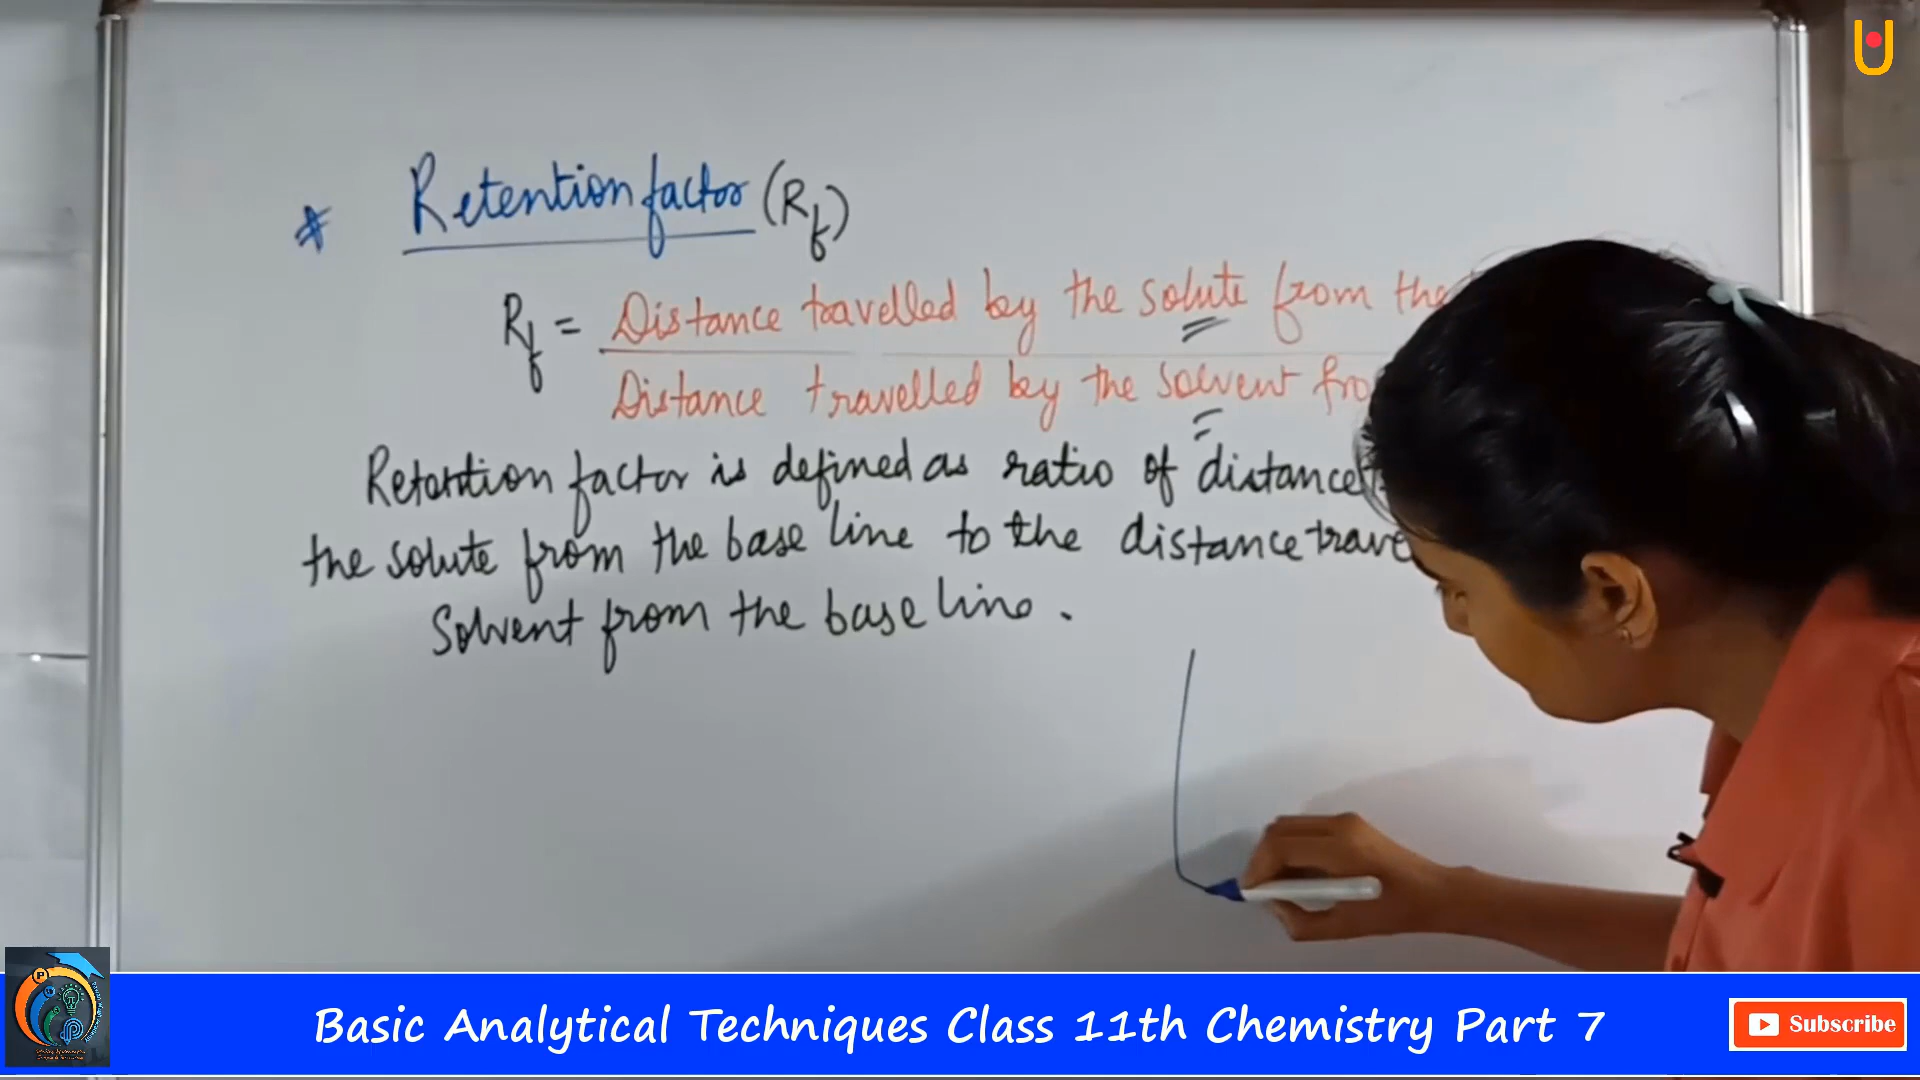 * Retention factor (Rf)
Rf = Distance travelled by the solute from the
Distance travelled by the solvent fro
Retention factor is defined as ratio of distance
the solute from the base line to the distance trave
Solvent from the base line.
Basic Analytical Techniques Class 11th Chemistry Part 7
Subscribe